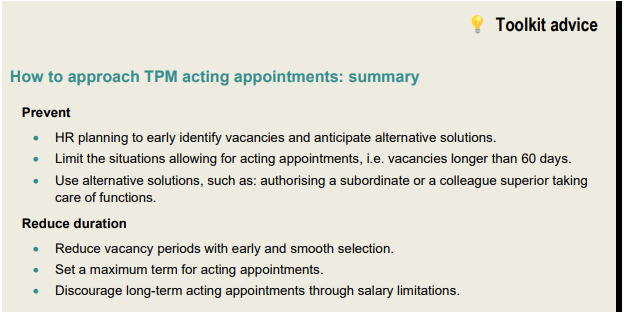 Toolkit advice
How to approach TPM acting appointments: summary
Prevent
• HR planning to early identify vacancies and anticipate alternative solutions.
• Limit the situations allowing for acting appointments, i.e. vacancies longer than 60 days.
• Use alternative solutions, such as: authorising a subordinate or a colleague superior taking
care of functions.
Reduce duration
• Reduce vacancy periods with early and smooth selection.
• Set a maximum term for acting appointments.
• Discourage long-term acting appointments through salary limitations.